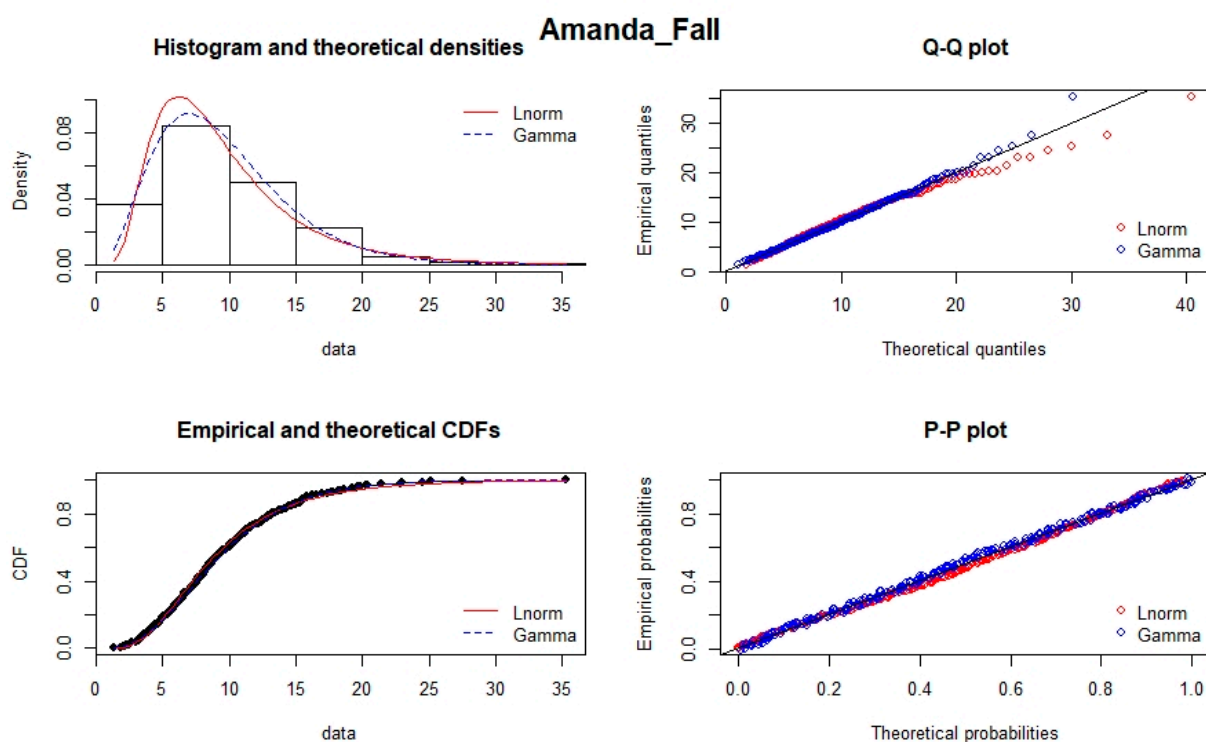 Amanda_Fall
Histogram and theoretical densities
Density
0.00 0.04 0.08
Lnorm
Gamma
0 5 10 15 20 25 30 35
data
Q-Q plot
Empirical quantiles
0 10 20 30
Lnorm
Gamma
0 10 20 30 40
Theoretical quantiles
Empirical and theoretical CDFs
CDF
0.0 0.4 0.8
Lnorm
Gamma
0 5 10 15 20 25 30 35
data
P-P plot
Empirical probabilities
0.0 0.4 0.8
Lnorm
Gamma
0.0 0.2 0.4 0.6 0.8 1.0
Theoretical probabilities